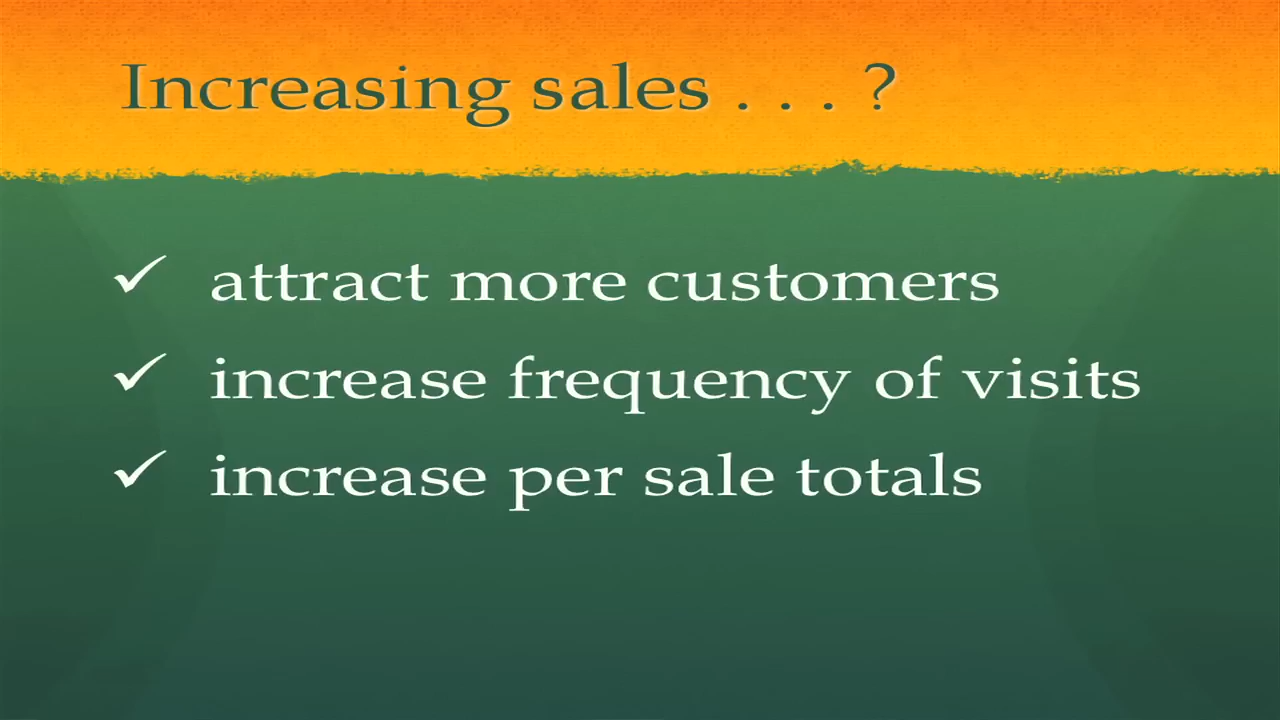 Increasing sales . . . ?
✓ attract more customers
✓ increase frequency of visits
✓ increase per sale totals